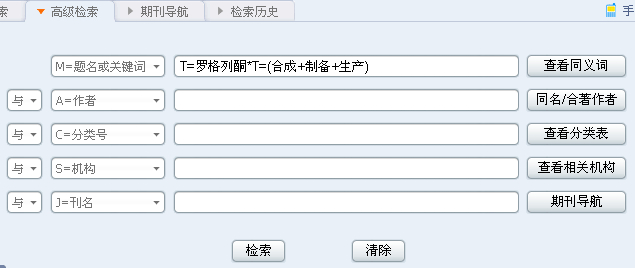 索 高级检索 期刊导航 检索历史 手
M=题名或关键词 T=罗格列酮*T=(合成+制备+生产) 查看同义词
与 A=作者 同名/合著作者
与 C=分类号 查看分类表
与 S=机构 查看相关机构
与 J=刊名 期刊导航
检索 清除